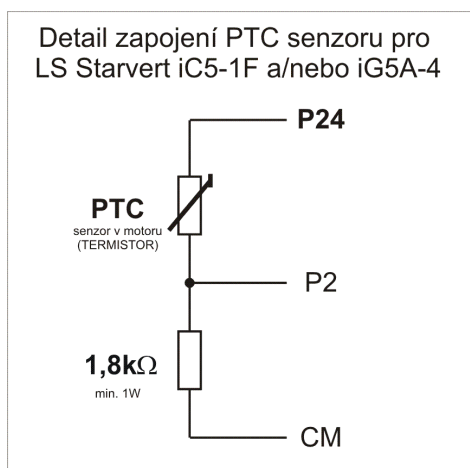 Detail zapojení PTC senzoru pro
LS Starvert iC5-1F a/nebo iG5A-4
P24
PTC
senzor v motoru
(TERMISTOR)
P2
1,8kΩ
min. 1W
CM